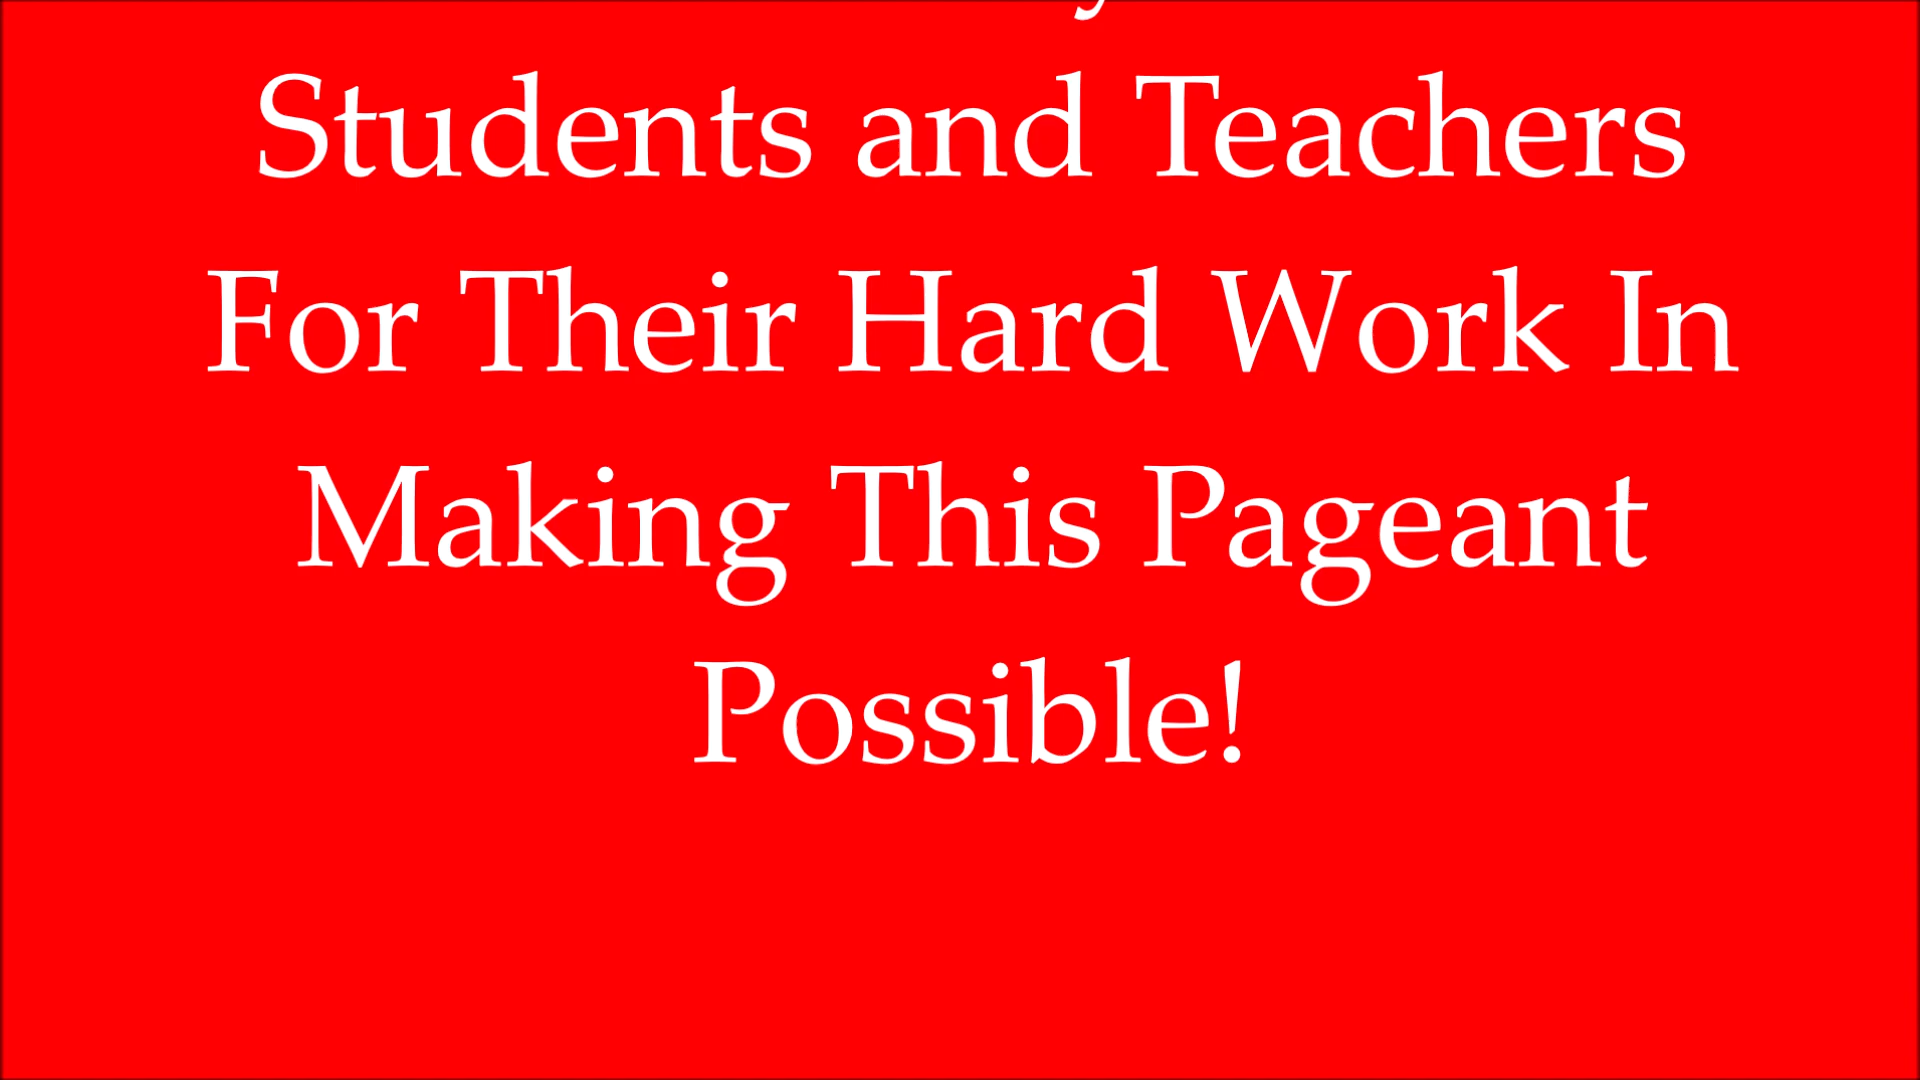 Students and Teachers
For Their Hard Work In
Making This Pageant
Possible!